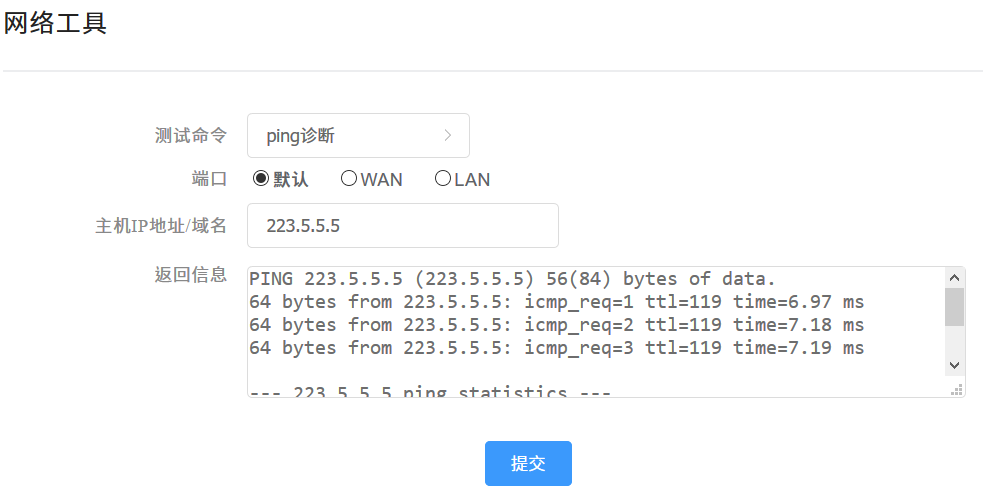 网络工具
测试命令 ping诊断
端口 默认 WAN LAN
主机IP地址/域名 223.5.5.5
返回信息
PING 223.5.5.5 (223.5.5.5) 56(84) bytes of data.
64 bytes from 223.5.5.5: icmp_req=1 ttl=119 time=6.97 ms
64 bytes from 223.5.5.5: icmp_req=2 ttl=119 time=7.18 ms
64 bytes from 223.5.5.5: icmp_req=3 ttl=119 time=7.19 ms
--- 223.5.5.5 ping statistics ---
提交